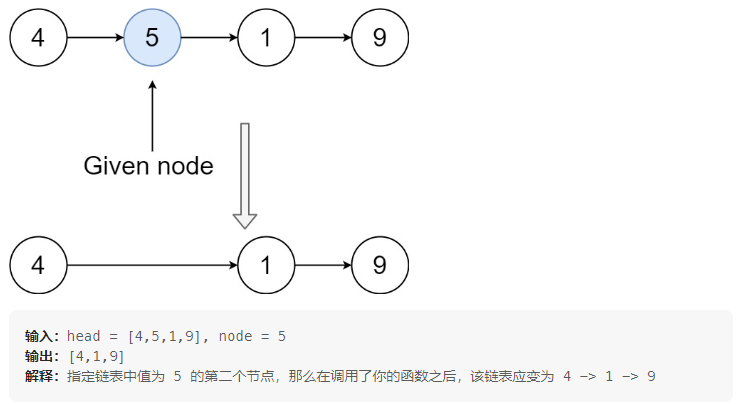 4 5 1 9
Given node
4 1 9
输入：head = [4,5,1,9], node = 5
输出：[4,1,9]
解释：指定链表中值为 5 的第二个节点，那么在调用了你的函数之后，该链表应变为 4 -> 1 -> 9